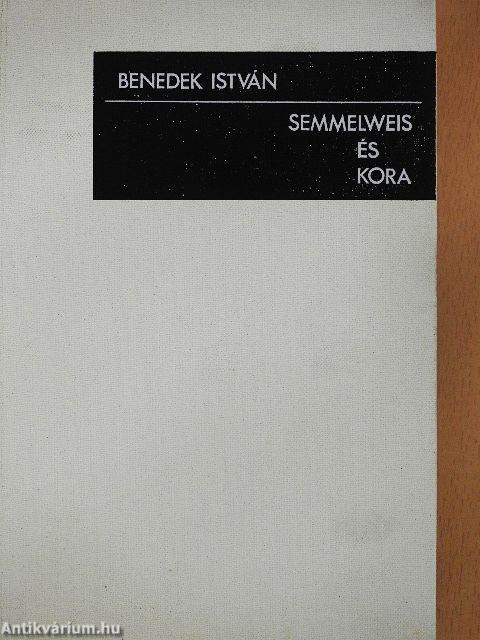 BENEDEK ISTVÁN
SEMMELWEIS
ÉS
KORA
Antikvárium.hu